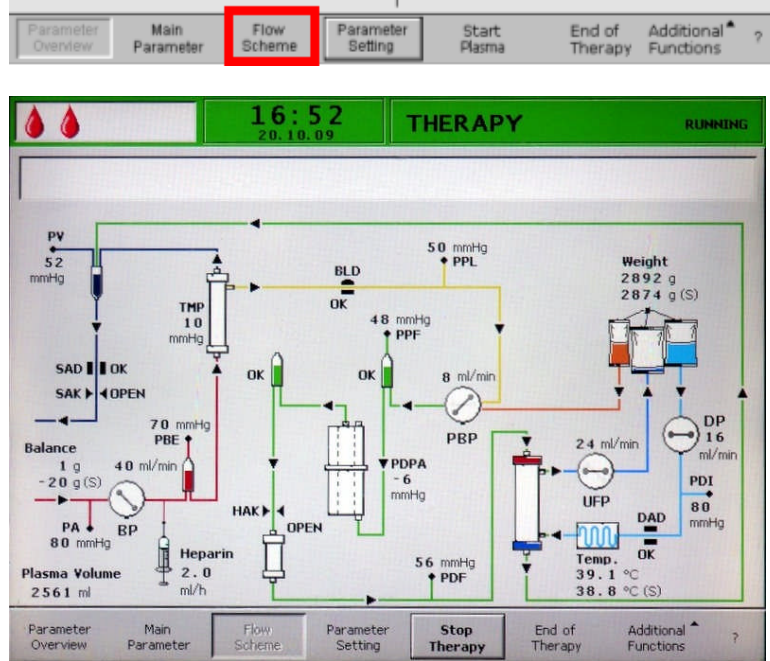 Parameter Overview
Main Parameter
Flow Scheme
Parameter Setting
Start Plasma
End of Therapy
Additional Functions
?
16:52
20.10.09
THERAPY
RUNNING
PV
52
mmHg
TMP
10
mmHg
BLD
OK
50 mmHg
PPL
Weight
2892 g
2874 g (S)
48 mmHg
PPF
SAD OK
SAK OPEN
OK
OK
8 ml/min
PBP
70 mmHg
PBE
Balance
1 g
-20 g (S)
40 ml/min
BP
PA
80 mmHg
Heparin
2.0
ml/h
Plasma Volume
2561 ml
HAK
OPEN
PDPA
-6
mmHg
56 mmHg
PDF
24 ml/min
UFP
DP
16
ml/min
PDI
80
mmHg
DAD
OK
Temp.
39.1 °C
38.8 °C (S)
Parameter Overview
Main Parameter
Flow Scheme
Parameter Setting
Stop Therapy
End of Therapy
Additional Functions
?